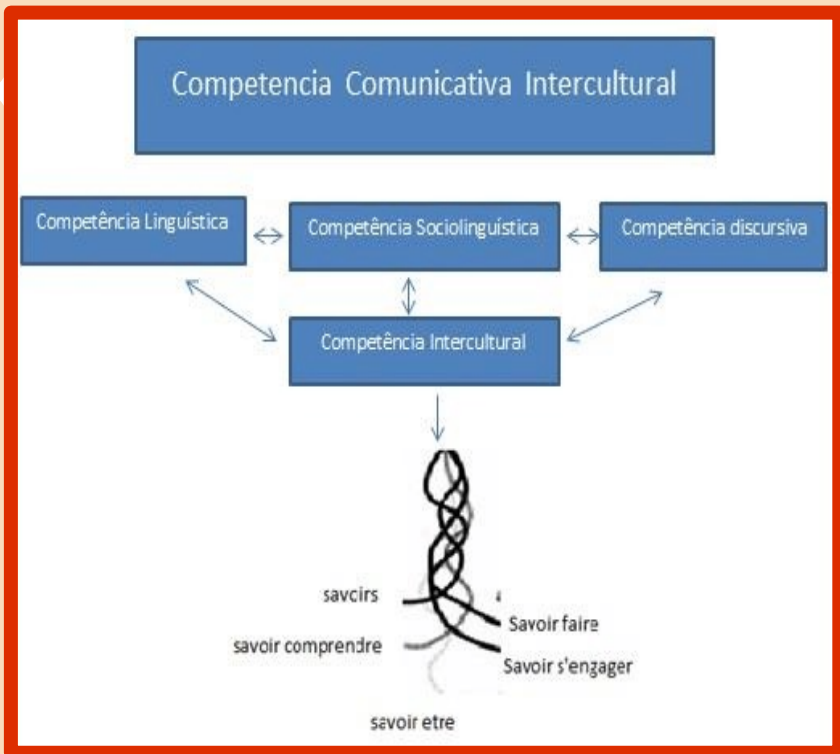 Competencia Comunicativa Intercultural
Competência Linguística
Competência Sociolinguística
Competência discursiva
Competência Intercultural
savoirs
Savoir faire
savoir comprendre
Savoir s'engager
savoir etre